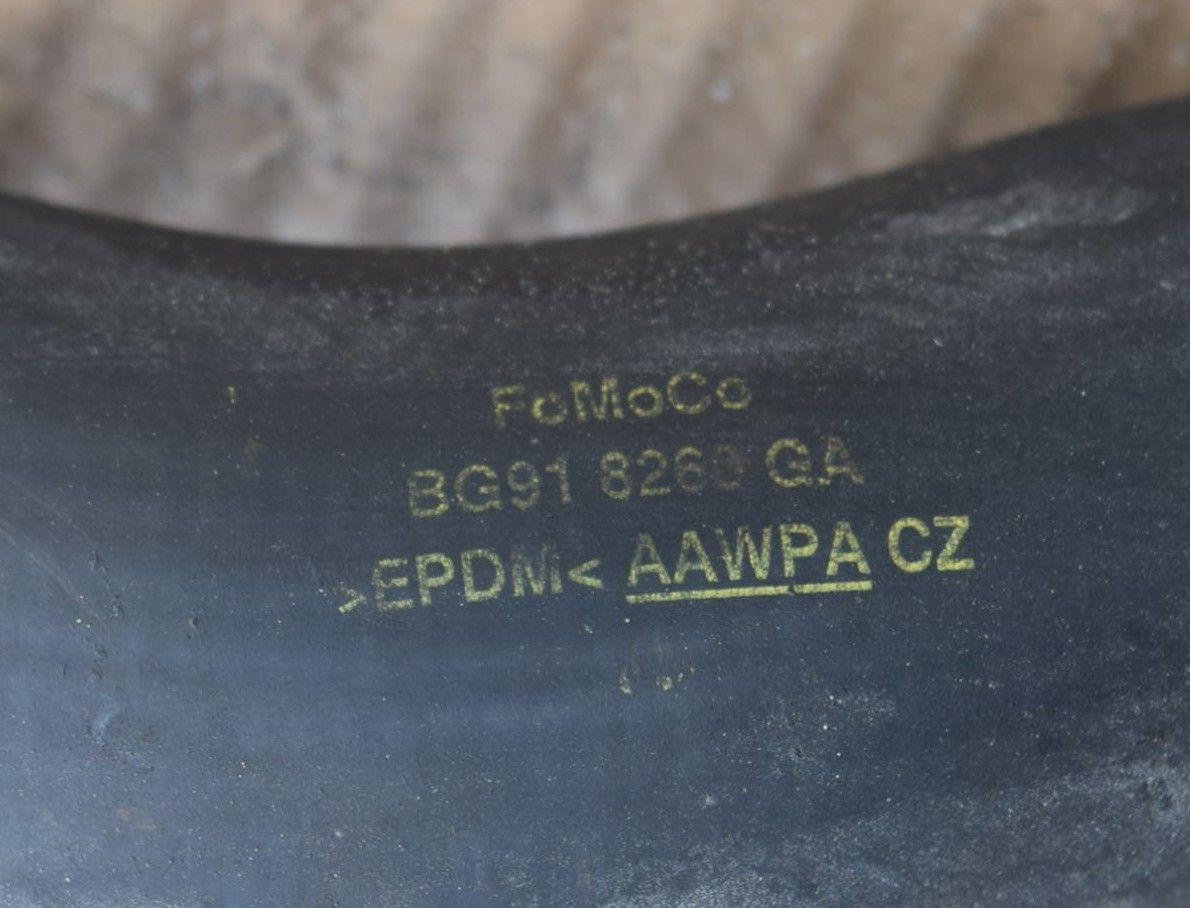 FoMoCo
BG91 8260 GA
>EPDM< AAWPA CZ